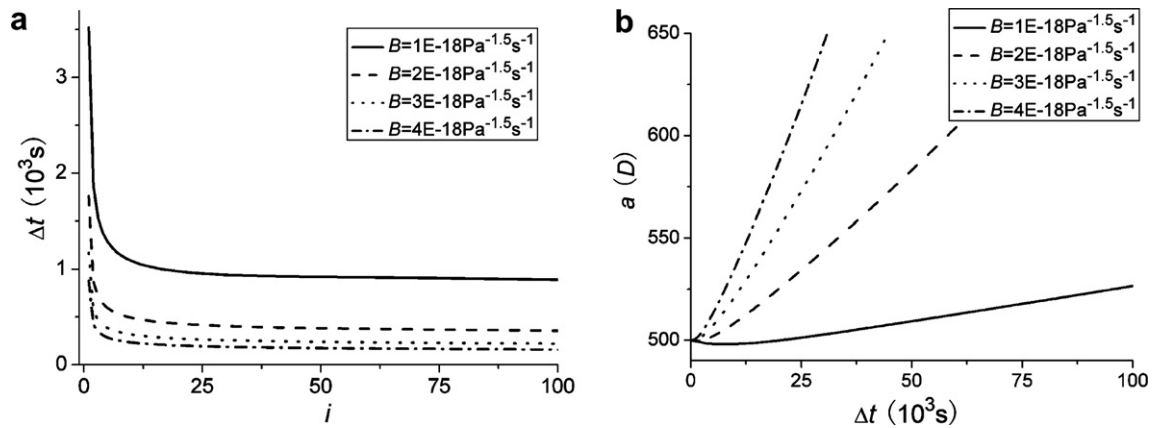 a
B=1E-18Pa⁻¹·⁵s⁻¹
B=2E-18Pa⁻¹·⁵s⁻¹
B=3E-18Pa⁻¹·⁵s⁻¹
B=4E-18Pa⁻¹·⁵s⁻¹
3
2
1
0
Δt (10³s)
0 25 50 75 100
i
b
B=1E-18Pa⁻¹·⁵s⁻¹
B=2E-18Pa⁻¹·⁵s⁻¹
B=3E-18Pa⁻¹·⁵s⁻¹
B=4E-18Pa⁻¹·⁵s⁻¹
650
600
550
500
a (D)
0 25 50 75 100
Δt (10³s)